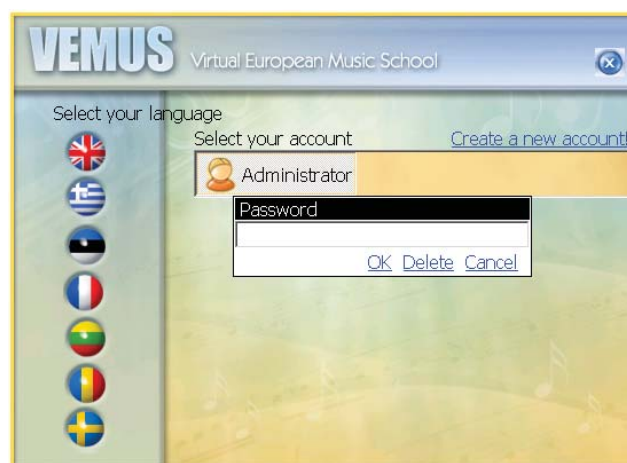 VEMUS Virtual European Music School
Select your language
Select your account Create a new account!
Administrator
Password
OK Delete Cancel